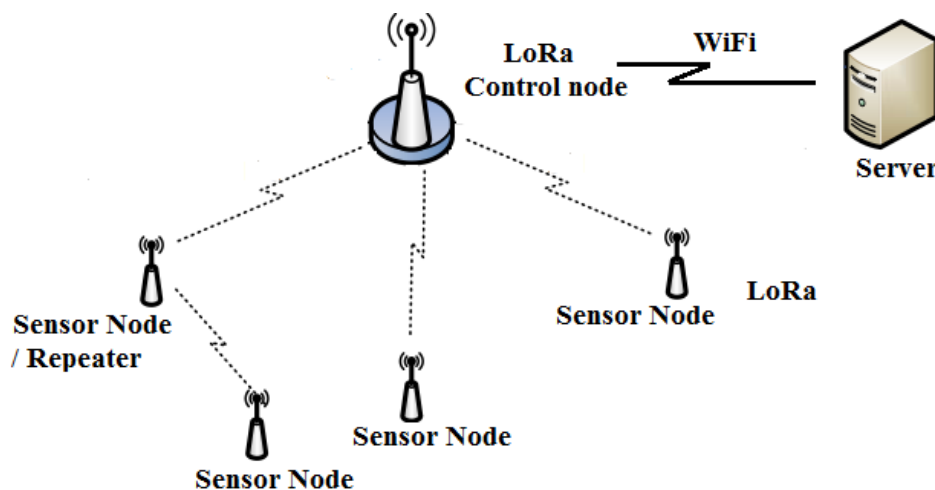 WiFi
LoRa
Control node
Server
Sensor Node
/ Repeater
Sensor Node
LoRa
Sensor Node
Sensor Node